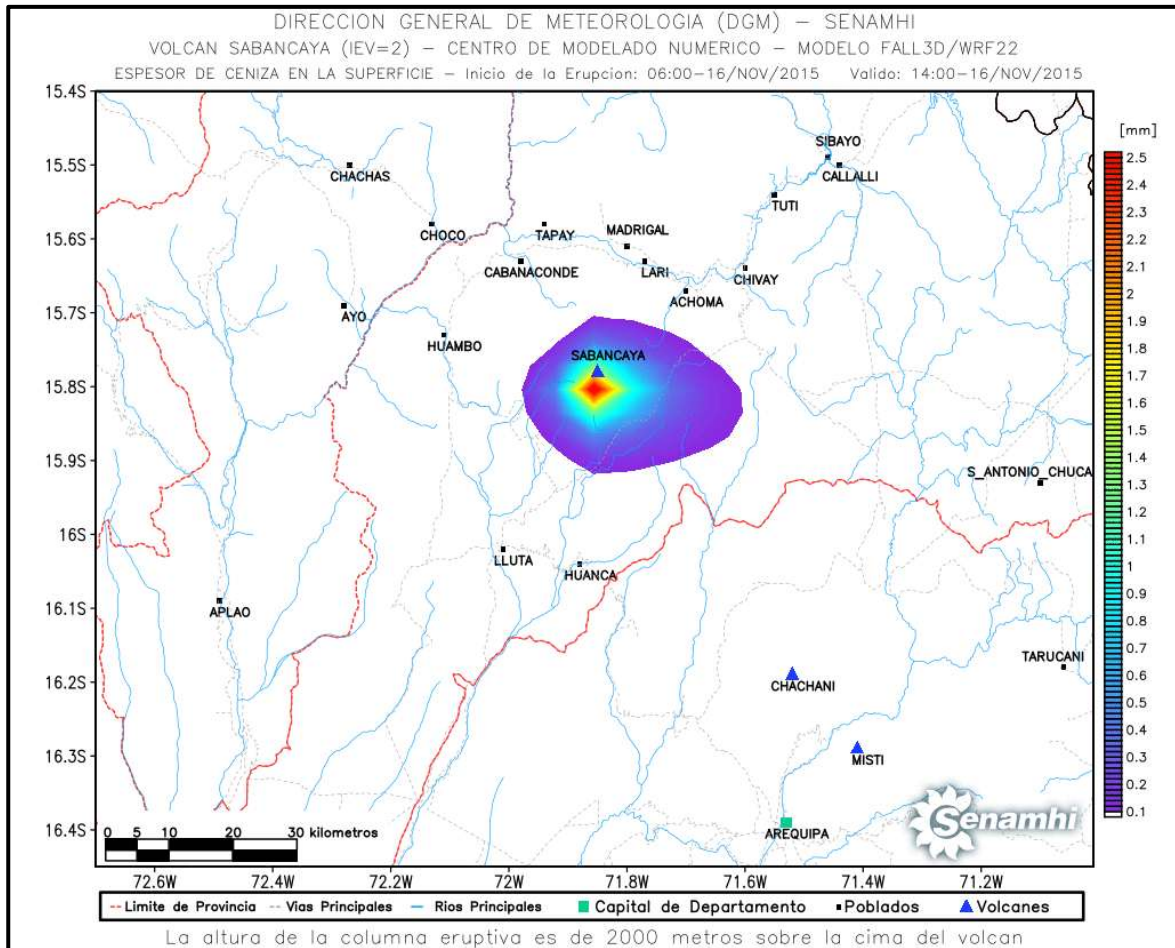 DIRECCION GENERAL DE METEOROLOGIA (DGM) – SENAMHI
VOLCAN SABANCAYA (IEV=2) – CENTRO DE MODELADO NUMERICO – MODELO FALL3D/WRF22
ESPESOR DE CENIZA EN LA SUPERFICIE – Inicio de la Erupcion: 06:00–16/NOV/2015 Valido: 14:00–16/NOV/2015
15.4S
15.5S
15.6S
15.7S
15.8S
15.9S
16S
16.1S
16.2S
16.3S
16.4S
SIBAYO
CHACHAS
CALLALLI
TUTI
CHOCO
TAPAY
MADRIGAL
CABANACONDE
LARI
CHIVAY
ACHOMA
AYO
HUAMBO
SABANCAYA
S_ANTONIO_CHUCA
LLUTA
HUANCA
APLAO
TARUCANI
CHACHANI
MISTI
AREQUIPA
Senamhi
[mm]
2.5
2.4
2.3
2.2
2.1
2
1.9
1.8
1.7
1.6
1.5
1.4
1.3
1.2
1.1
1
0.9
0.8
0.7
0.6
0.5
0.4
0.3
0.2
0.1
0 5 10 20 30 kilometros
72.6W 72.4W 72.2W 72W 71.8W 71.6W 71.4W 71.2W
Limite de Provincia Vias Principales Rios Principales Capital de Departamento Poblados Volcanes
La altura de la columna eruptiva es de 2000 metros sobre la cima del volcan